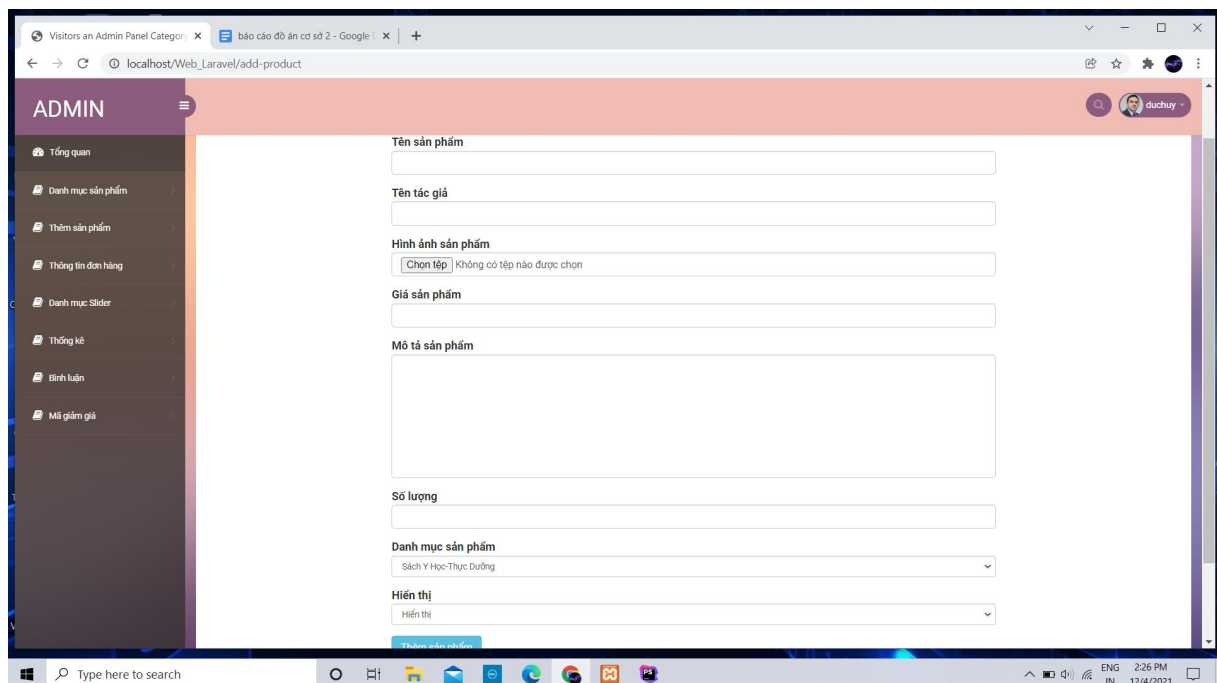 Visitors an Admin Panel Categor
báo cáo đồ án cơ sở 2 - Google
localhost/Web_Laravel/add-product
ADMIN
duchuy
Tổng quan
Danh mục sản phẩm
Thêm sản phẩm
Thông tin đơn hàng
Danh mục Slider
Thống kê
Bình luận
Mã giảm giá
Tên sản phẩm
Tên tác giả
Hình ảnh sản phẩm
Chọn tệp Không có tệp nào được chọn
Giá sản phẩm
Mô tả sản phẩm
Số lượng
Danh mục sản phẩm
Sách Y Học-Thực Dưỡng
Hiển thị
Hiển thị
Thêm sản phẩm
Type here to search
PS
ENG 2:26 PM
IN 12/4/2021